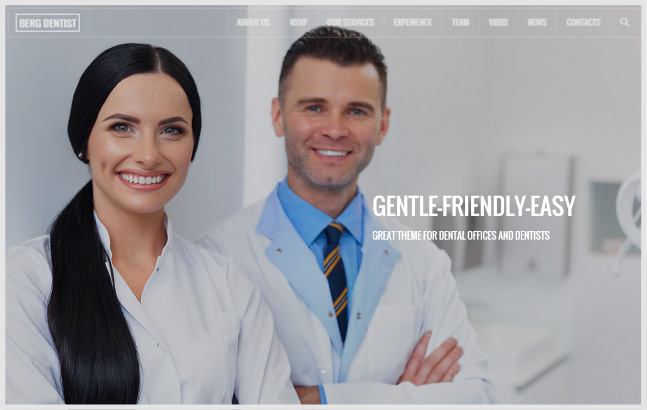 BERG DENTIST
ABOUT US RSVP OUR SERVICES EXPERIENCE TEAM VIDEO NEWS CONTACTS
GENTLE-FRIENDLY-EASY
GREAT THEME FOR DENTAL OFFICES AND DENTISTS